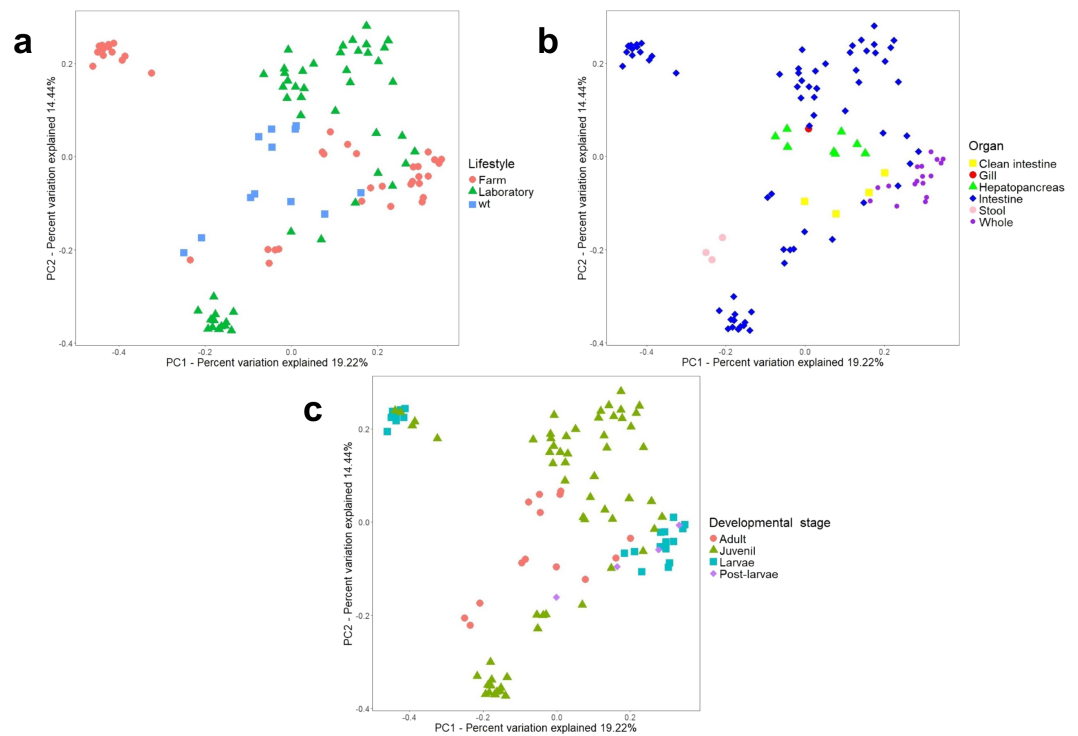 a
PC2 - Percent variation explained 14.44%
0.2
0.0
-0.2
-0.4
-0.4
-0.2
0.0
0.2
PC1 - Percent variation explained 19.22%
Lifestyle
Farm
Laboratory
wt
b
PC2 - Percent variation explained 14.44%
0.2
0.0
-0.2
-0.4
-0.4
-0.2
0.0
0.2
PC1 - Percent variation explained 19.22%
Organ
Clean intestine
Gill
Hepatopancreas
Intestine
Stool
Whole
c
PC2 - Percent variation explained 14.44%
0.2
0.0
-0.2
-0.4
-0.4
-0.2
0.0
0.2
PC1 - Percent variation explained 19.22%
Developmental stage
Adult
Juvenil
Larvae
Post-larvae